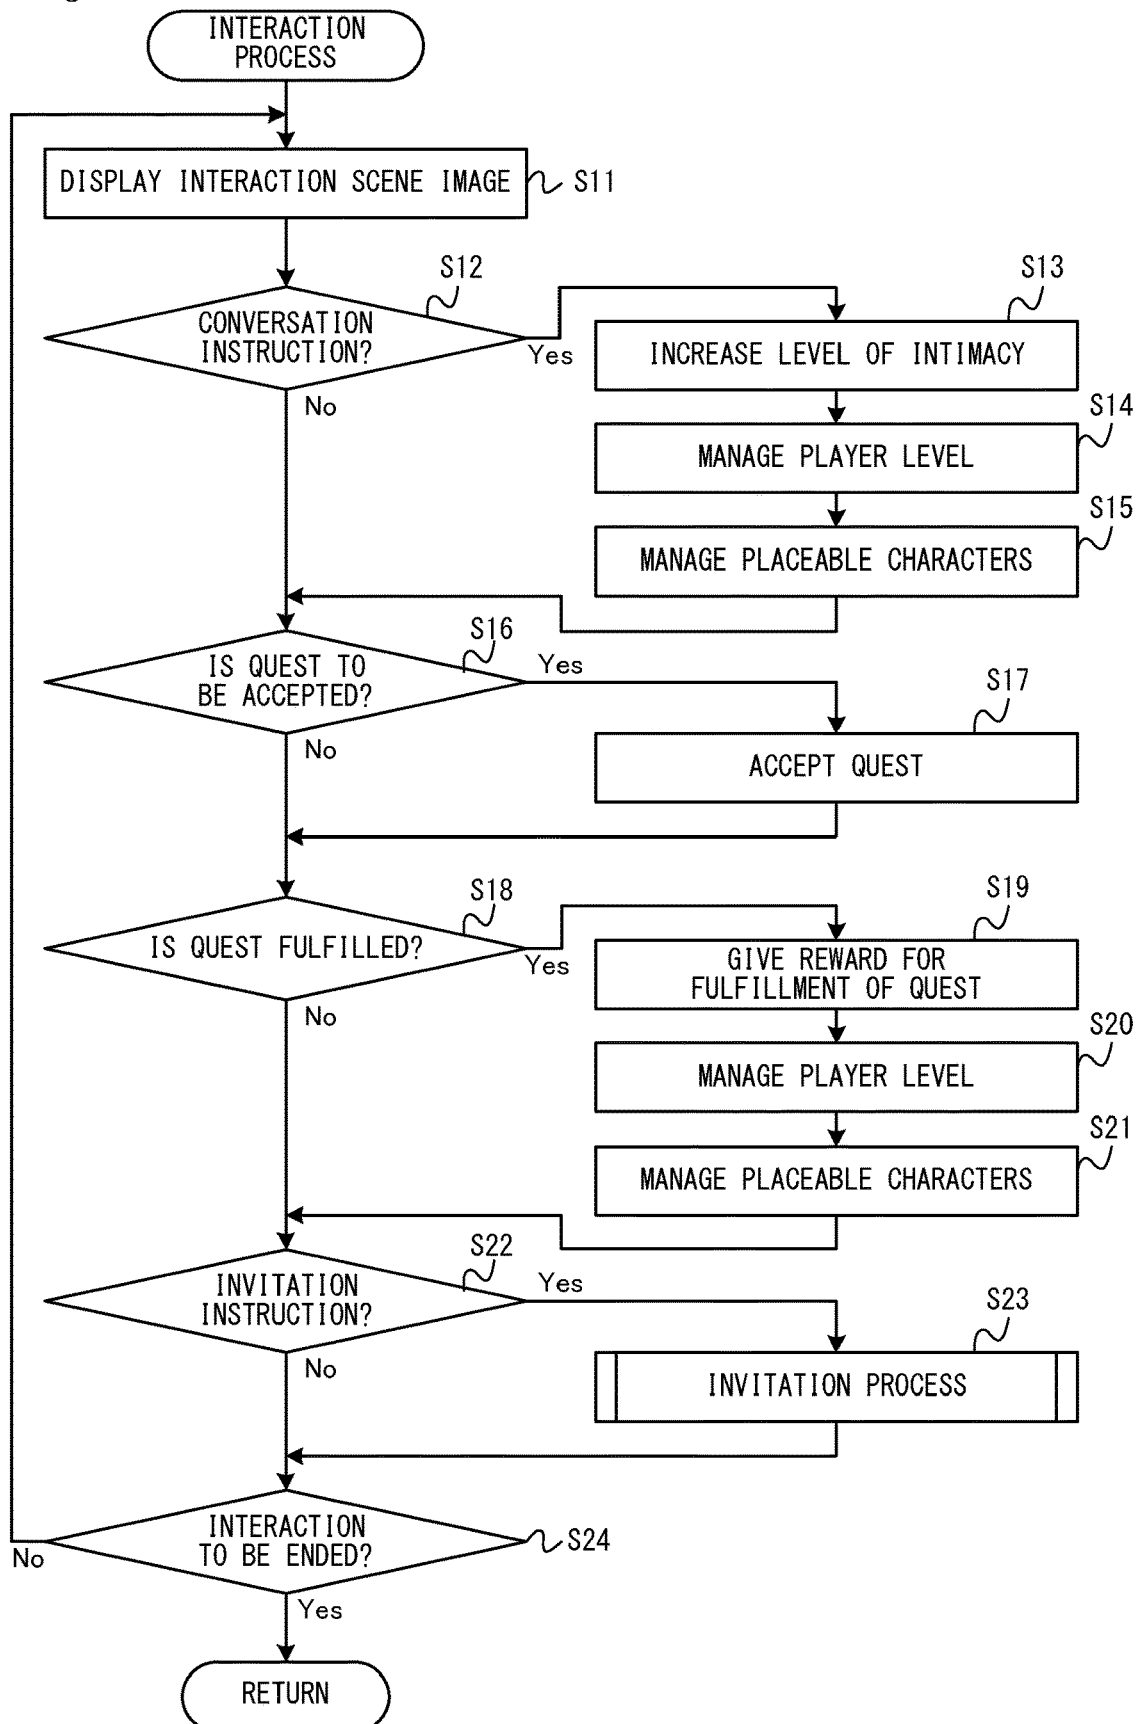 INTERACTION
PROCESS
DISPLAY INTERACTION SCENE IMAGE
S11
S12
CONVERSATION
INSTRUCTION?
Yes
No
S13
INCREASE LEVEL OF INTIMACY
S14
MANAGE PLAYER LEVEL
S15
MANAGE PLACEABLE CHARACTERS
S16
IS QUEST TO
BE ACCEPTED?
Yes
No
S17
ACCEPT QUEST
S18
IS QUEST FULFILLED?
Yes
No
S19
GIVE REWARD FOR
FULFILLMENT OF QUEST
S20
MANAGE PLAYER LEVEL
S21
MANAGE PLACEABLE CHARACTERS
S22
INVITATION
INSTRUCTION?
Yes
No
S23
INVITATION PROCESS
INTERACTION
TO BE ENDED?
S24
No
Yes
RETURN